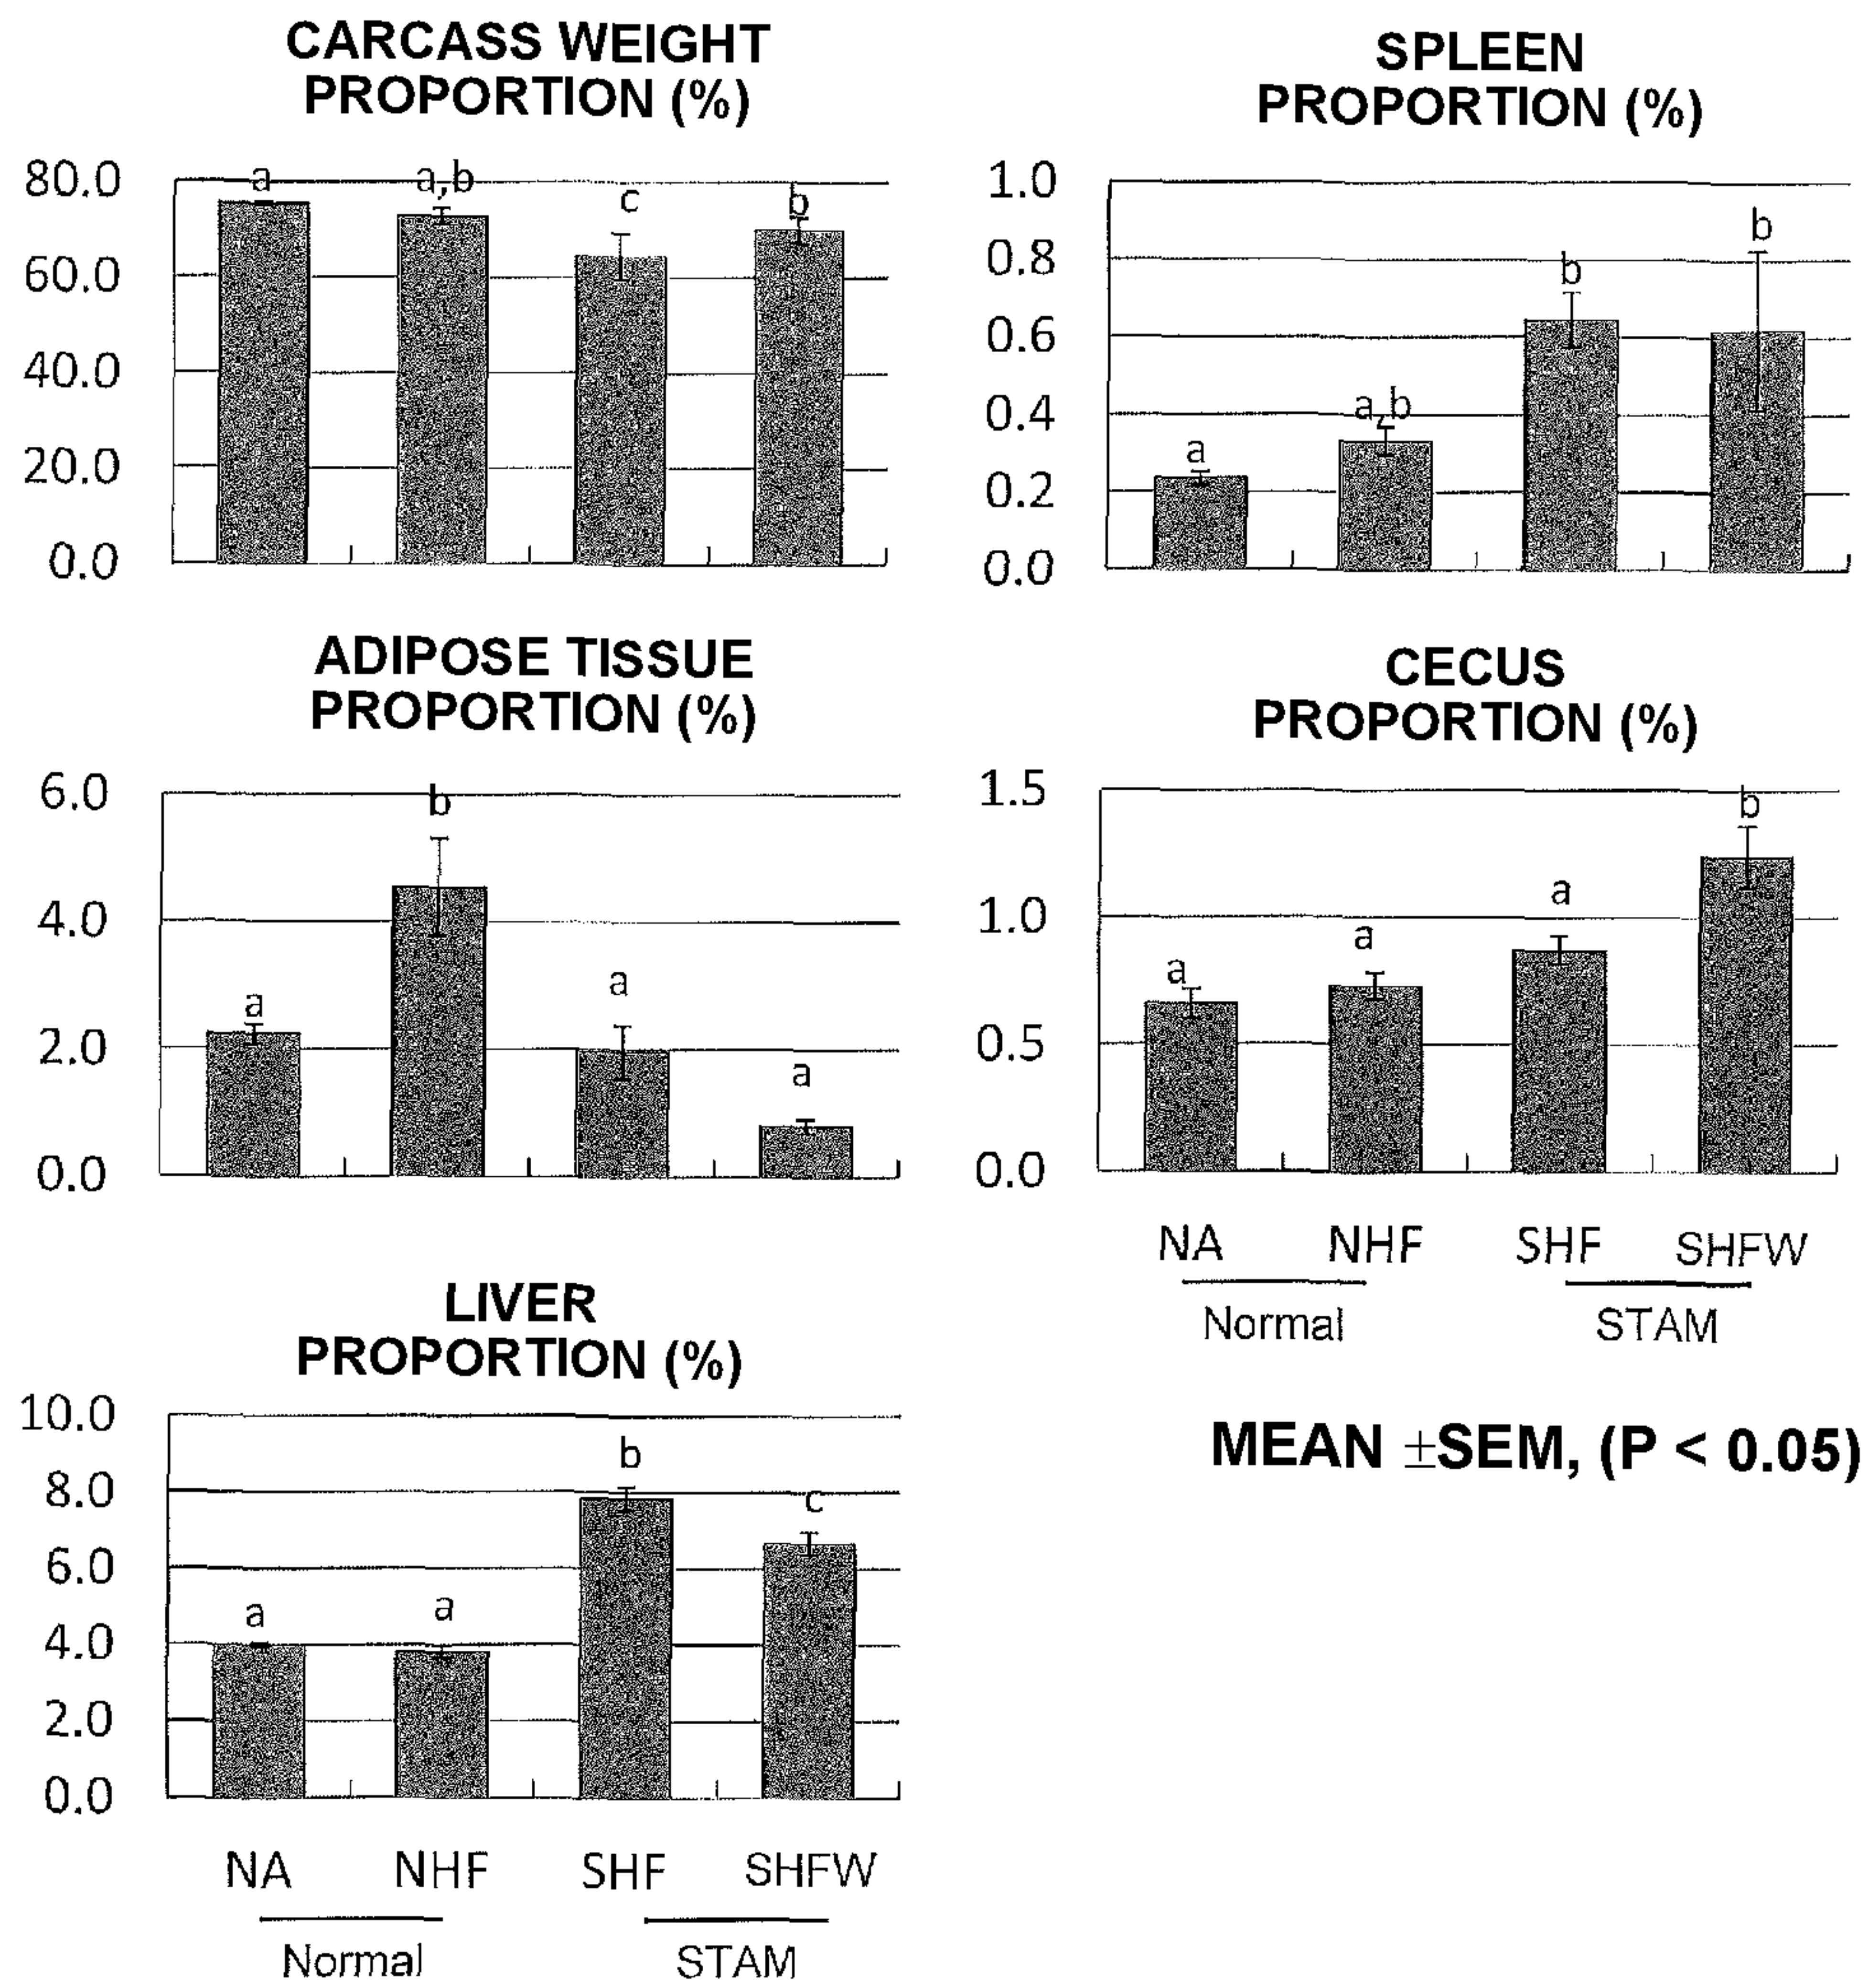 CARCASS WEIGHT
PROPORTION (%)
80.0
60.0
40.0
20.0
0.0
a
a,b
c
b
SPLEEN
PROPORTION (%)
1.0
0.8
0.6
0.4
0.2
0.0
a
a,b
b
b
ADIPOSE TISSUE
PROPORTION (%)
6.0
4.0
2.0
0.0
a
b
a
a
CECUS
PROPORTION (%)
1.5
1.0
0.5
0.0
a
a
a
b
NA NHF SHF SHFW
Normal STAM
LIVER
PROPORTION (%)
10.0
8.0
6.0
4.0
2.0
0.0
a
a
b
c
NA NHF SHF SHFW
Normal STAM
MEAN ±SEM, (P < 0.05)